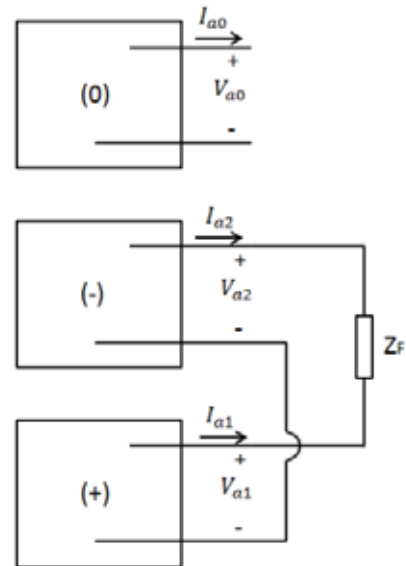 I_{a0}
+
(0)
V_{a0}
-
I_{a2}
+
(-)
V_{a2}
-
Z_F
I_{a1}
+
(+)
V_{a1}
-